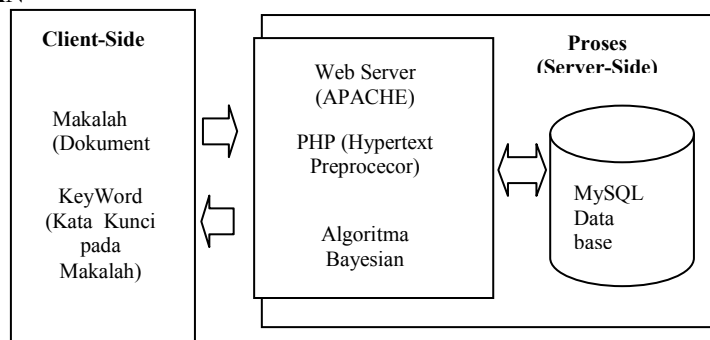 Client-Side
Makalah
(Dokument
KeyWord
(Kata Kunci
pada
Makalah)
Web Server
(APACHE)
PHP (Hypertext
Preprocecor)
Algoritma
Bayesian
Proses
(Server-Side)
MySQL
Data
base